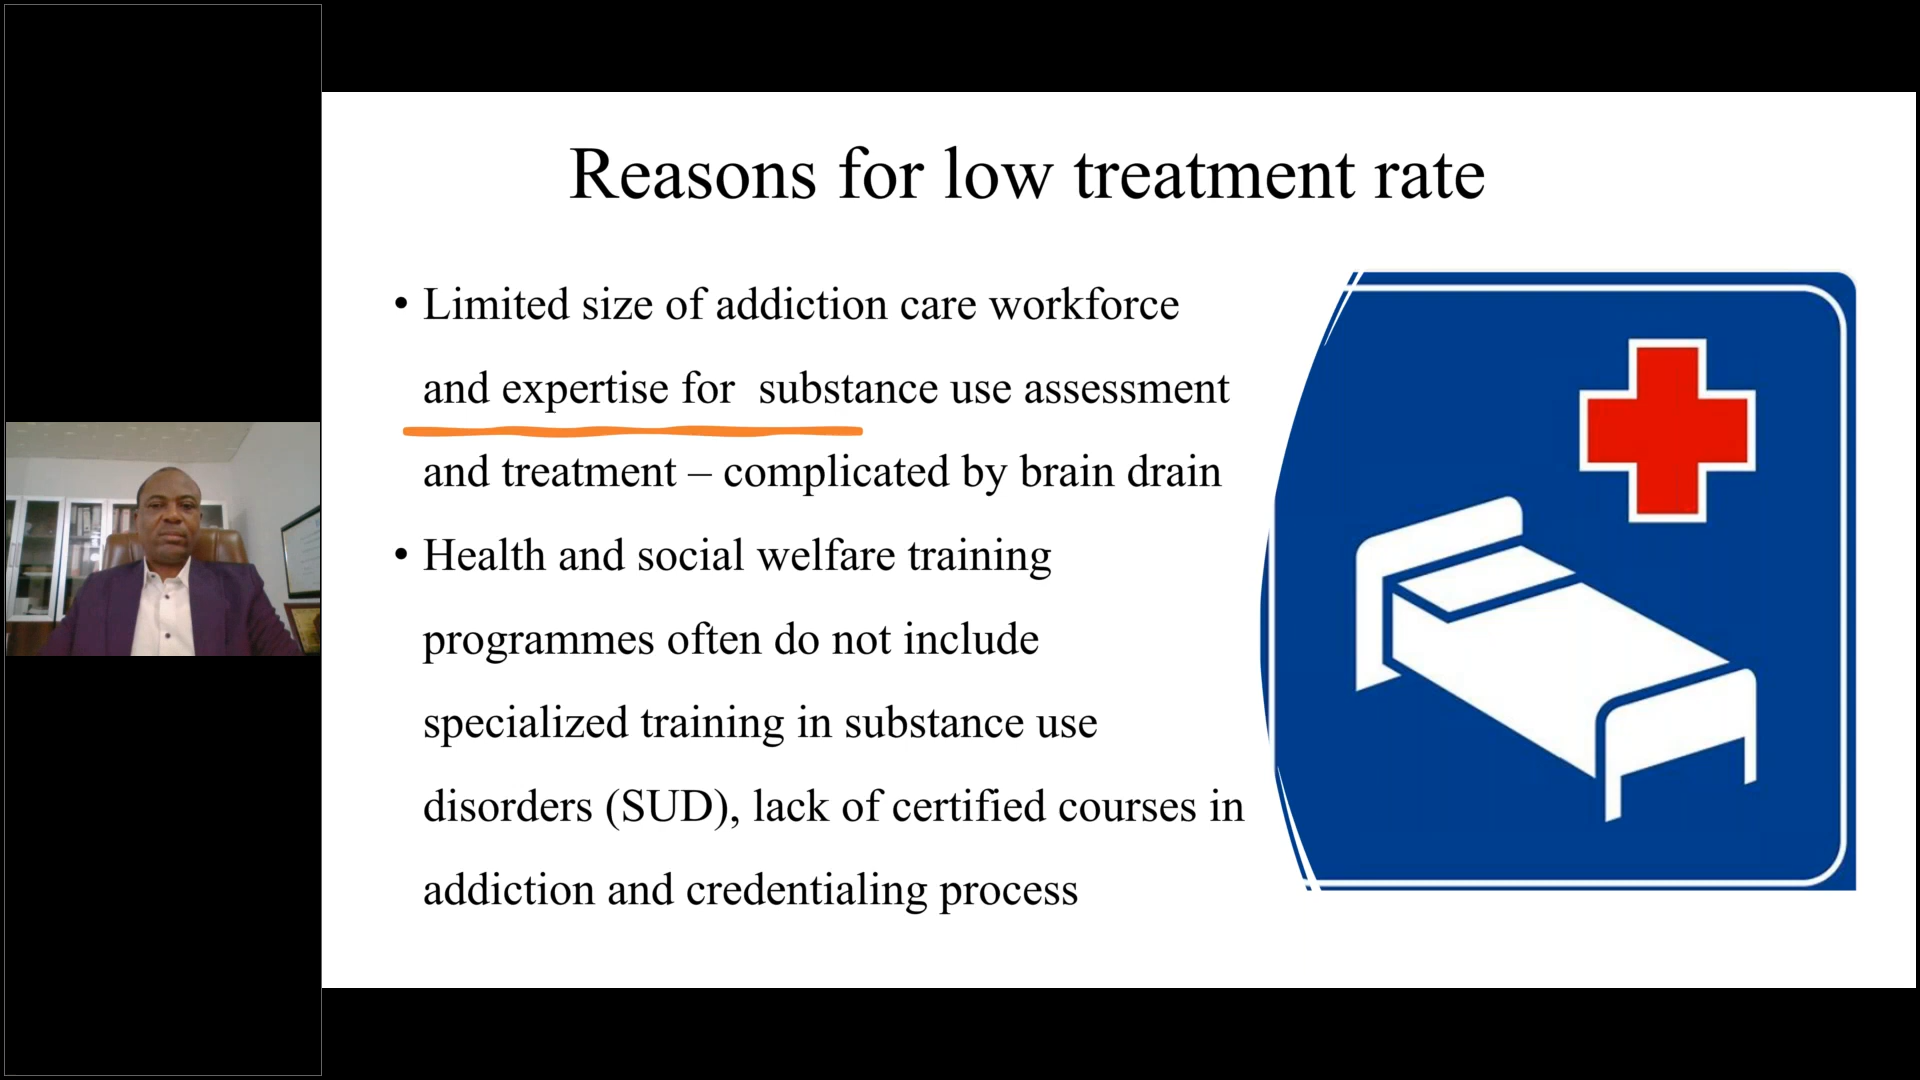 Reasons for low treatment rate
• Limited size of addiction care workforce
and expertise for  substance use assessment
and treatment – complicated by brain drain
• Health and social welfare training
programmes often do not include
specialized training in substance use
disorders (SUD), lack of certified courses in
addiction and credentialing process